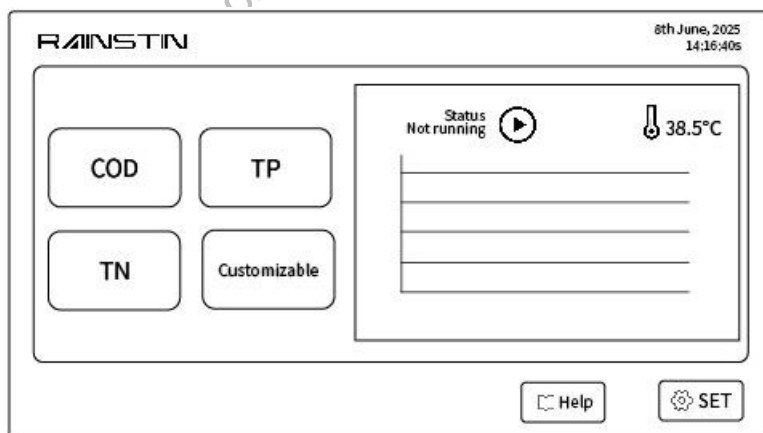 RAINSTIN
8th June, 2025
14:16:40s
COD
TP
TN
Customizable
Status
Not running
38.5°C
Help
SET